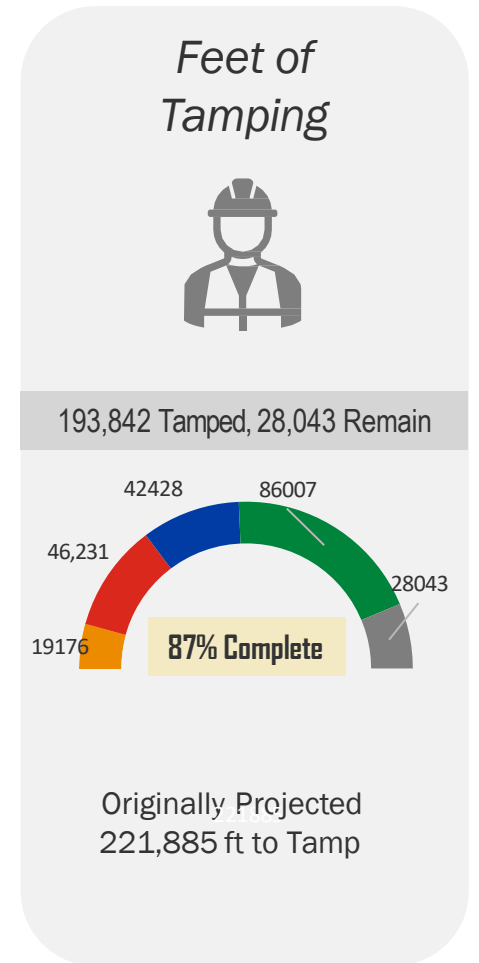 Feet of
Tamping
193,842 Tamped, 28,043 Remain
42428
86007
46,231
28043
19176
87% Complete
Originally Projected
221885
221,885 ft to Tamp